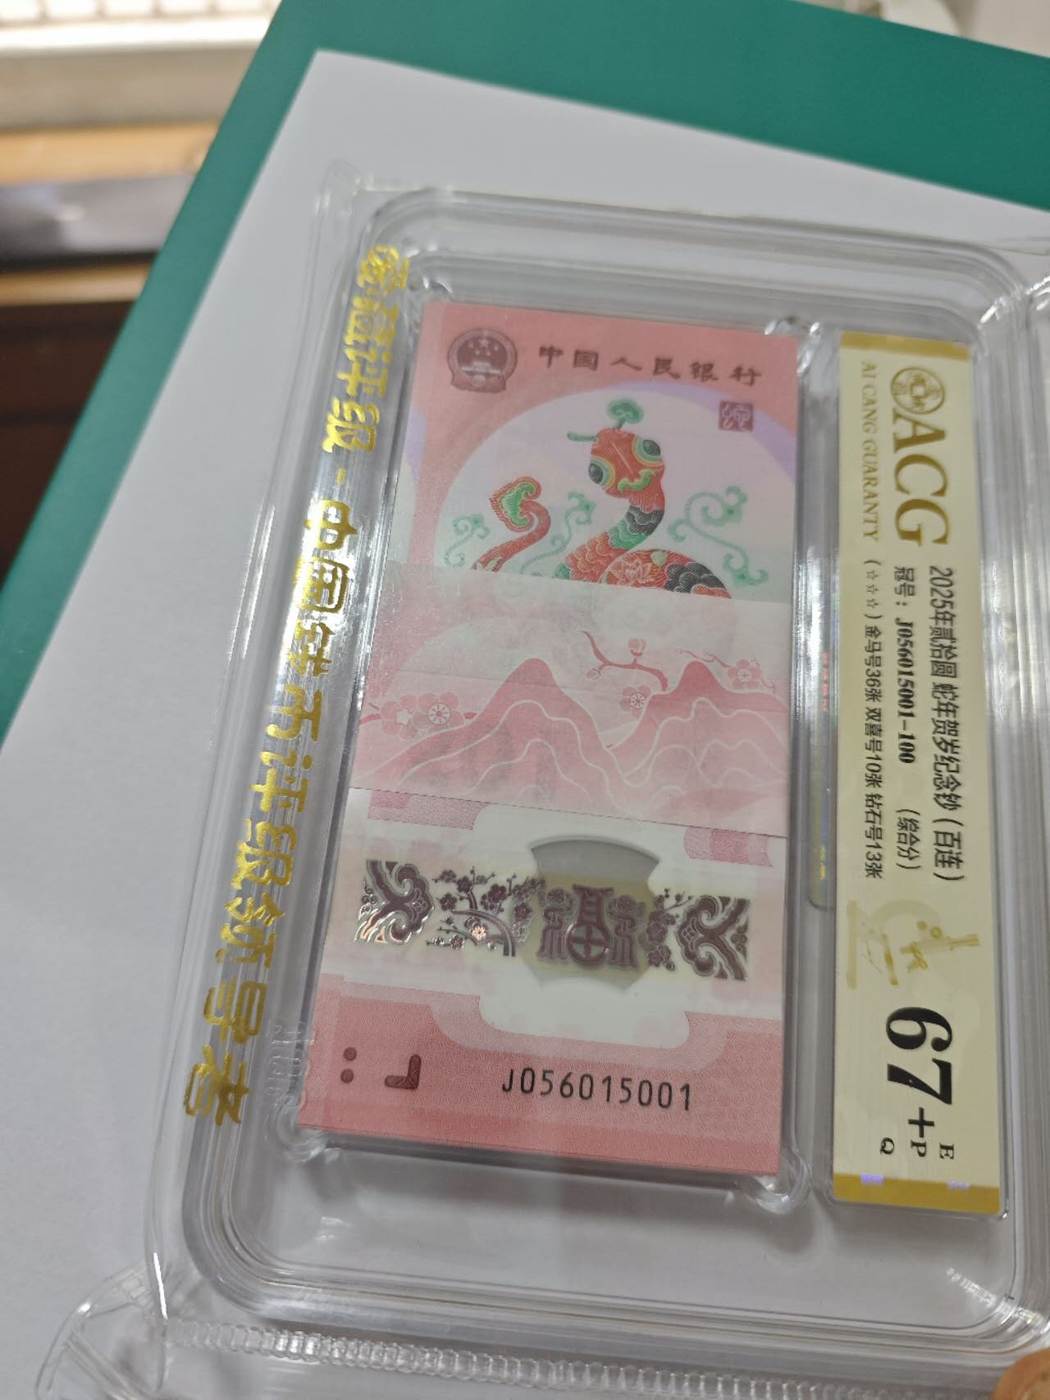 爱藏评级 - 中国钱币评级领导者
中国人民银行
J056015001
ACG
AI CANG GUARANTY
2025年贰拾圆 蛇年贺岁纪念钞（百连）
冠号：J056015001-100 （综合分）
（☆☆☆）金马号36张 双喜号10张 钻石号13张
67+
E
P
Q